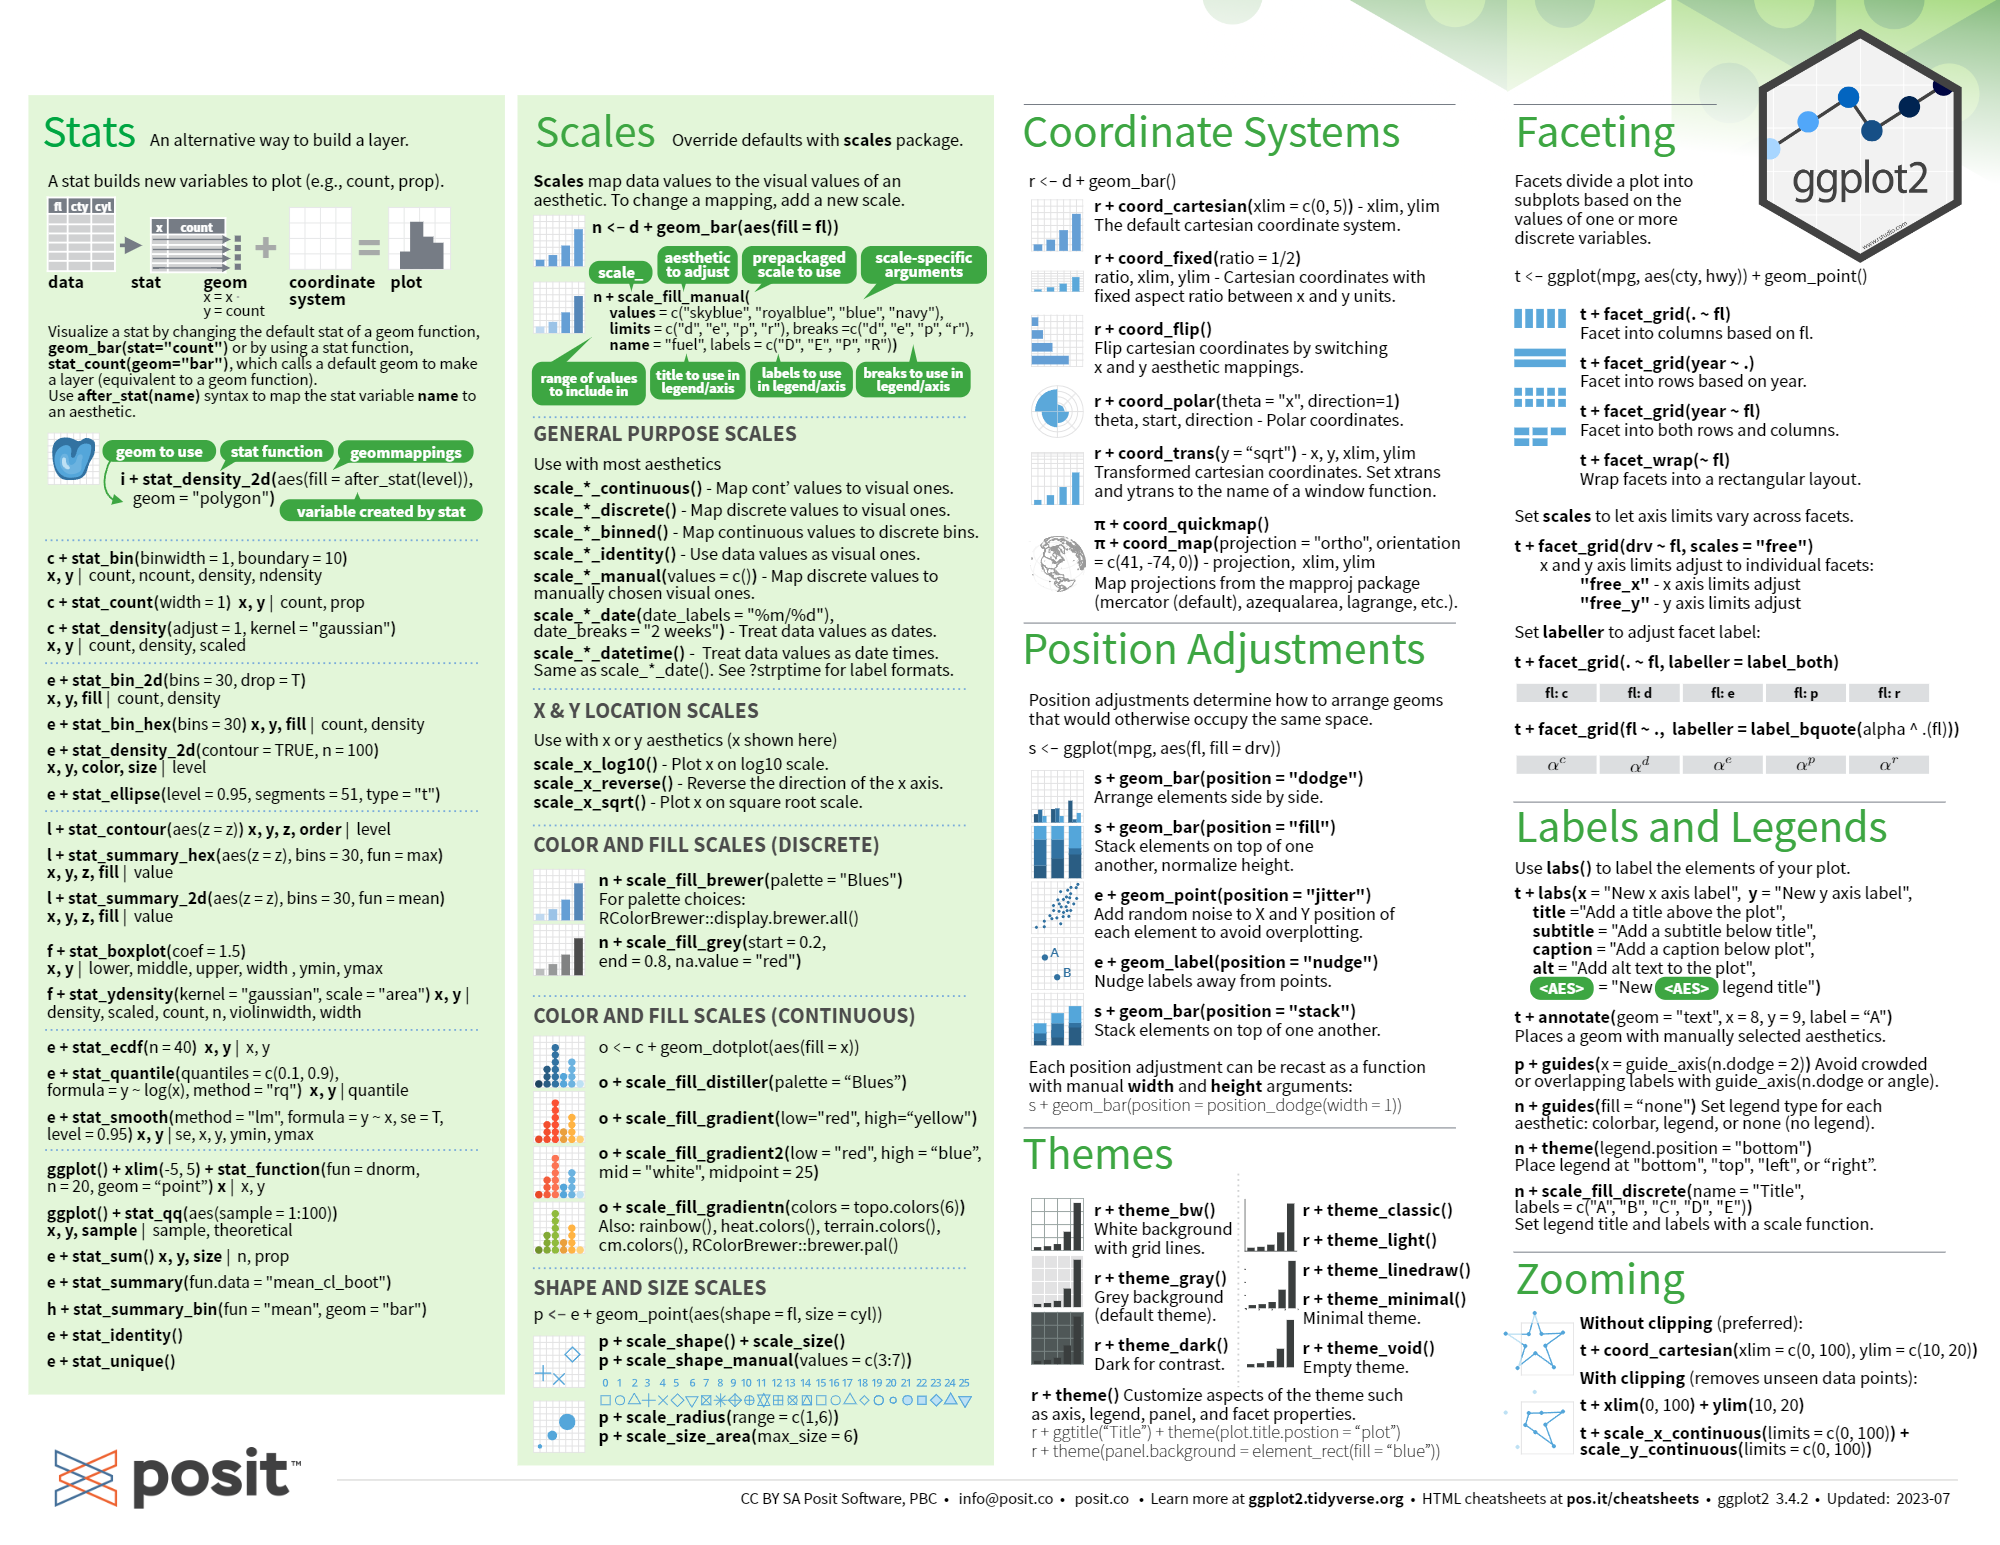 Stats An alternative way to build a layer.
A stat builds new variables to plot (e.g., count, prop).
fl cty cyl
x count
data stat geom coordinate plot
x = x · system
y = count
Visualize a stat by changing the default stat of a geom function,
geom_bar(stat="count") or by using a stat function,
stat_count(geom="bar"), which calls a default geom to make
a layer (equivalent to a geom function).
Use after_stat(name) syntax to map the stat variable name to
an aesthetic.
geom to use stat function geommappings
i + stat_density_2d(aes(fill = after_stat(level)),
geom = "polygon")
variable created by stat
c + stat_bin(binwidth = 1, boundary = 10)
x, y | count, ncount, density, ndensity
c + stat_count(width = 1) x, y | count, prop
c + stat_density(adjust = 1, kernel = "gaussian")
x, y | count, density, scaled
e + stat_bin_2d(bins = 30, drop = T)
x, y, fill | count, density
e + stat_bin_hex(bins = 30) x, y, fill | count, density
e + stat_density_2d(contour = TRUE, n = 100)
x, y, color, size | level
e + stat_ellipse(level = 0.95, segments = 51, type = "t")
l + stat_contour(aes(z = z)) x, y, z, order | level
l + stat_summary_hex(aes(z = z), bins = 30, fun = max)
x, y, z, fill | value
l + stat_summary_2d(aes(z = z), bins = 30, fun = mean)
x, y, z, fill | value
f + stat_boxplot(coef = 1.5)
x, y | lower, middle, upper, width , ymin, ymax
f + stat_ydensity(kernel = "gaussian", scale = "area") x, y |
density, scaled, count, n, violinwidth, width
e + stat_ecdf(n = 40) x, y | x, y
e + stat_quantile(quantiles = c(0.1, 0.9),
formula = y ~ log(x), method = "rq") x, y | quantile
e + stat_smooth(method = "lm", formula = y ~ x, se = T,
level = 0.95) x, y | se, x, y, ymin, ymax
ggplot() + xlim(-5, 5) + stat_function(fun = dnorm,
n = 20, geom = “point”) x | x, y
ggplot() + stat_qq(aes(sample = 1:100))
x, y, sample | sample, theoretical
e + stat_sum() x, y, size | n, prop
e + stat_summary(fun.data = "mean_cl_boot")
h + stat_summary_bin(fun = "mean", geom = "bar")
e + stat_identity()
e + stat_unique()
Scales Override defaults with scales package.
Scales map data values to the visual values of an
aesthetic. To change a mapping, add a new scale.
n <- d + geom_bar(aes(fill = fl))
scale_ aesthetic to adjust prepackaged scale to use scale-specific arguments
n + scale_fill_manual(
values = c("skyblue", "royalblue", "blue", "navy"),
limits = c("d", "e", "p", "r"), breaks =c("d", "e", "p", “r"),
name = "fuel", labels = c("D", "E", "P", "R"))
range of values to include in title to use in legend/axis labels to use in legend/axis breaks to use in legend/axis
GENERAL PURPOSE SCALES
Use with most aesthetics
scale_*_continuous() - Map cont’ values to visual ones.
scale_*_discrete() - Map discrete values to visual ones.
scale_*_binned() - Map continuous values to discrete bins.
scale_*_identity() - Use data values as visual ones.
scale_*_manual(values = c()) - Map discrete values to
manually chosen visual ones.
scale_*_date(date_labels = "%m/%d"),
date_breaks = "2 weeks") - Treat data values as dates.
scale_*_datetime() - Treat data values as date times.
Same as scale_*_date(). See ?strptime for label formats.
X & Y LOCATION SCALES
Use with x or y aesthetics (x shown here)
scale_x_log10() - Plot x on log10 scale.
scale_x_reverse() - Reverse the direction of the x axis.
scale_x_sqrt() - Plot x on square root scale.
COLOR AND FILL SCALES (DISCRETE)
n + scale_fill_brewer(palette = "Blues")
For palette choices:
RColorBrewer::display.brewer.all()
n + scale_fill_grey(start = 0.2,
end = 0.8, na.value = "red")
COLOR AND FILL SCALES (CONTINUOUS)
o <- c + geom_dotplot(aes(fill = x))
o + scale_fill_distiller(palette = “Blues”)
o + scale_fill_gradient(low="red", high=“yellow")
o + scale_fill_gradient2(low = "red", high = “blue”,
mid = "white", midpoint = 25)
o + scale_fill_gradientn(colors = topo.colors(6))
Also: rainbow(), heat.colors(), terrain.colors(),
cm.colors(), RColorBrewer::brewer.pal()
SHAPE AND SIZE SCALES
p <- e + geom_point(aes(shape = fl, size = cyl))
p + scale_shape() + scale_size()
p + scale_shape_manual(values = c(3:7))
0 1 2 3 4 5 6 7 8 9 10 11 12 13 14 15 16 17 18 19 20 21 22 23 24 25
p + scale_radius(range = c(1,6))
p + scale_size_area(max_size = 6)
Coordinate Systems
r <- d + geom_bar()
r + coord_cartesian(xlim = c(0, 5)) - xlim, ylim
The default cartesian coordinate system.
r + coord_fixed(ratio = 1/2)
ratio, xlim, ylim - Cartesian coordinates with
fixed aspect ratio between x and y units.
r + coord_flip()
Flip cartesian coordinates by switching
x and y aesthetic mappings.
r + coord_polar(theta = "x", direction=1)
theta, start, direction - Polar coordinates.
r + coord_trans(y = “sqrt") - x, y, xlim, ylim
Transformed cartesian coordinates. Set xtrans
and ytrans to the name of a window function.
π + coord_quickmap()
π + coord_map(projection = "ortho", orientation
= c(41, -74, 0)) - projection, xlim, ylim
Map projections from the mapproj package
(mercator (default), azequalarea, lagrange, etc.).
Position Adjustments
Position adjustments determine how to arrange geoms
that would otherwise occupy the same space.
s <- ggplot(mpg, aes(fl, fill = drv))
s + geom_bar(position = "dodge")
Arrange elements side by side.
s + geom_bar(position = "fill")
Stack elements on top of one
another, normalize height.
e + geom_point(position = "jitter")
Add random noise to X and Y position of
each element to avoid overplotting.
A
B
e + geom_label(position = "nudge")
Nudge labels away from points.
s + geom_bar(position = "stack")
Stack elements on top of one another.
Each position adjustment can be recast as a function
with manual width and height arguments:
s + geom_bar(position = position_dodge(width = 1))
Themes
r + theme_bw()
White background
with grid lines.
r + theme_gray()
Grey background
(default theme).
r + theme_dark()
Dark for contrast.
r + theme_classic()
r + theme_light()
r + theme_linedraw()
r + theme_minimal()
Minimal theme.
r + theme_void()
Empty theme.
r + theme() Customize aspects of the theme such
as axis, legend, panel, and facet properties.
r + ggtitle(“Title”) + theme(plot.title.postion = “plot”)
r + theme(panel.background = element_rect(fill = “blue”))
Faceting
ggplot2
www.rstudio.com
Facets divide a plot into
subplots based on the
values of one or more
discrete variables.
t <- ggplot(mpg, aes(cty, hwy)) + geom_point()
t + facet_grid(. ~ fl)
Facet into columns based on fl.
t + facet_grid(year ~ .)
Facet into rows based on year.
t + facet_grid(year ~ fl)
Facet into both rows and columns.
t + facet_wrap(~ fl)
Wrap facets into a rectangular layout.
Set scales to let axis limits vary across facets.
t + facet_grid(drv ~ fl, scales = "free")
x and y axis limits adjust to individual facets:
"free_x" - x axis limits adjust
"free_y" - y axis limits adjust
Set labeller to adjust facet label:
t + facet_grid(. ~ fl, labeller = label_both)
fl: c fl: d fl: e fl: p fl: r
t + facet_grid(fl ~ ., labeller = label_bquote(alpha ^ .(fl)))
α^c α^d α^e α^p α^r
Labels and Legends
Use labs() to label the elements of your plot.
t + labs(x = "New x axis label", y = "New y axis label",
title ="Add a title above the plot",
subtitle = "Add a subtitle below title",
caption = "Add a caption below plot",
alt = "Add alt text to the plot",
<AES> = "New <AES> legend title")
t + annotate(geom = "text", x = 8, y = 9, label = “A")
Places a geom with manually selected aesthetics.
p + guides(x = guide_axis(n.dodge = 2)) Avoid crowded
or overlapping labels with guide_axis(n.dodge or angle).
n + guides(fill = “none") Set legend type for each
aesthetic: colorbar, legend, or none (no legend).
n + theme(legend.position = "bottom")
Place legend at "bottom", "top", "left", or “right”.
n + scale_fill_discrete(name = "Title",
labels = c("A", "B", "C", "D", "E"))
Set legend title and labels with a scale function.
Zooming
Without clipping (preferred):
t + coord_cartesian(xlim = c(0, 100), ylim = c(10, 20))
With clipping (removes unseen data points):
t + xlim(0, 100) + ylim(10, 20)
t + scale_x_continuous(limits = c(0, 100)) +
scale_y_continuous(limits = c(0, 100))
posit™
CC BY SA Posit Software, PBC • info@posit.co • posit.co • Learn more at ggplot2.tidyverse.org • HTML cheatsheets at pos.it/cheatsheets • ggplot2 3.4.2 • Updated: 2023-07